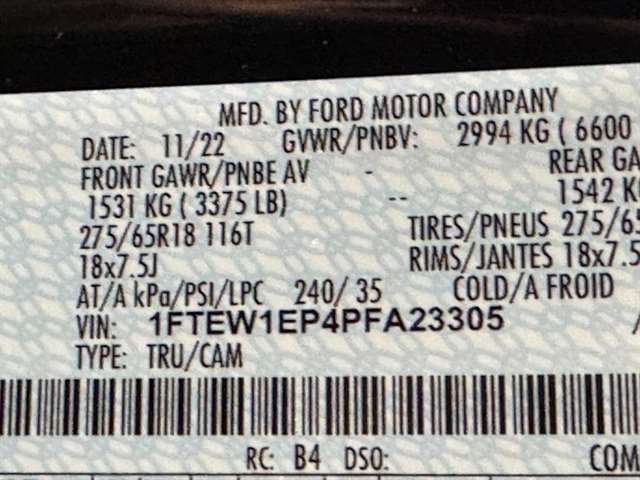 MFD. BY FORD MOTOR COMPANY
DATE: 11/22 GVWR/PNBV: 2994 KG ( 6600
FRONT GAWR/PNBE AV - REAR GA
1531 KG ( 3375 LB) -- 1542 K
275/65R18 116T TIRES/PNEUS 275/65
18x7.5J RIMS/JANTES 18x7.5
AT/A kPa/PSI/LPC 240/ 35 COLD/A FROID
VIN: 1FTEW1EP4PFA23305
TYPE: TRU/CAM
RC: B4 DSO: COM